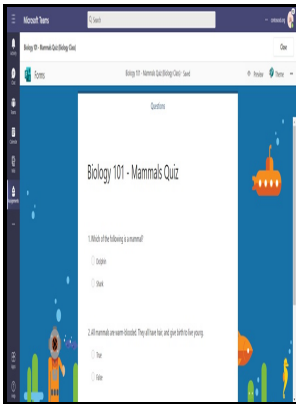 Microsoft Teams
Search
Biology 101 - Mammals Quiz (Biology Class)
Close
Forms
Biology 101 - Mammals Quiz (Biology Class) - Saved
Preview
Theme
Questions
Biology 101 - Mammals Quiz
1. Which of the following is a mammal?
Dolphin
Shark
2. All mammals are warm-blooded. They all have hair, and give birth to live young.
True
False